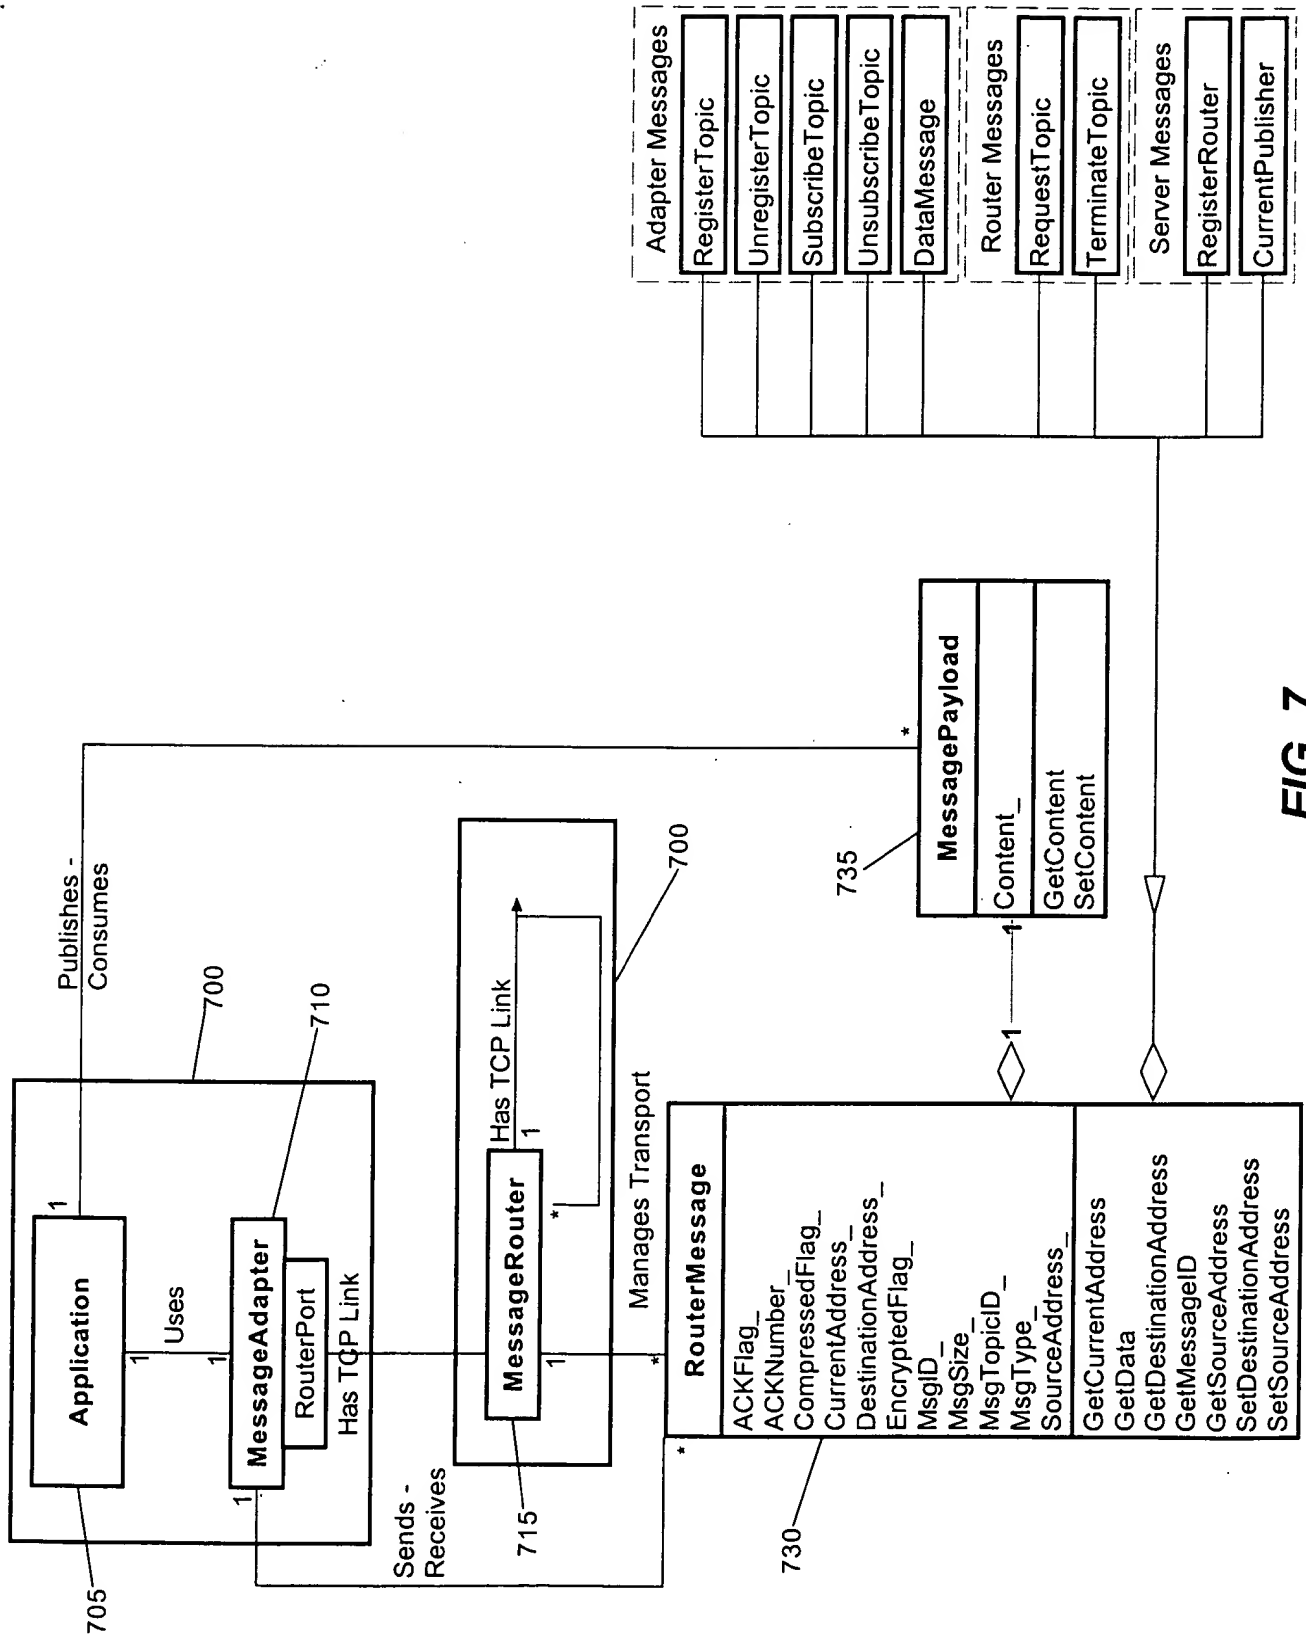 705
Application
1
Publishes -
Consumes
Uses
1
700
1
MessageAdapter
1
710
RouterPort
Has TCP Link
Sends -
Receives
715
MessageRouter
1
Has TCP Link
1
*
700
Manages Transport
*
*
RouterMessage
730
ACKFlag_
ACKNumber_
CompressedFlag_
CurrentAddress_
DestinationAddress_
EncryptedFlag_
MsgID_
MsgSize_
MsgTopicID_
MsgType_
SourceAddress_
GetCurrentAddress
GetData
GetDestinationAddress
GetMessageID
GetSourceAddress
SetDestinationAddress
SetSourceAddress
1
1
735
*
MessagePayload
Content_
GetContent
SetContent
Adapter Messages
RegisterTopic
UnregisterTopic
SubscribeTopic
UnsubscribeTopic
DataMessage
Router Messages
RequestTopic
TerminateTopic
Server Messages
RegisterRouter
CurrentPublisher
FIG. 7